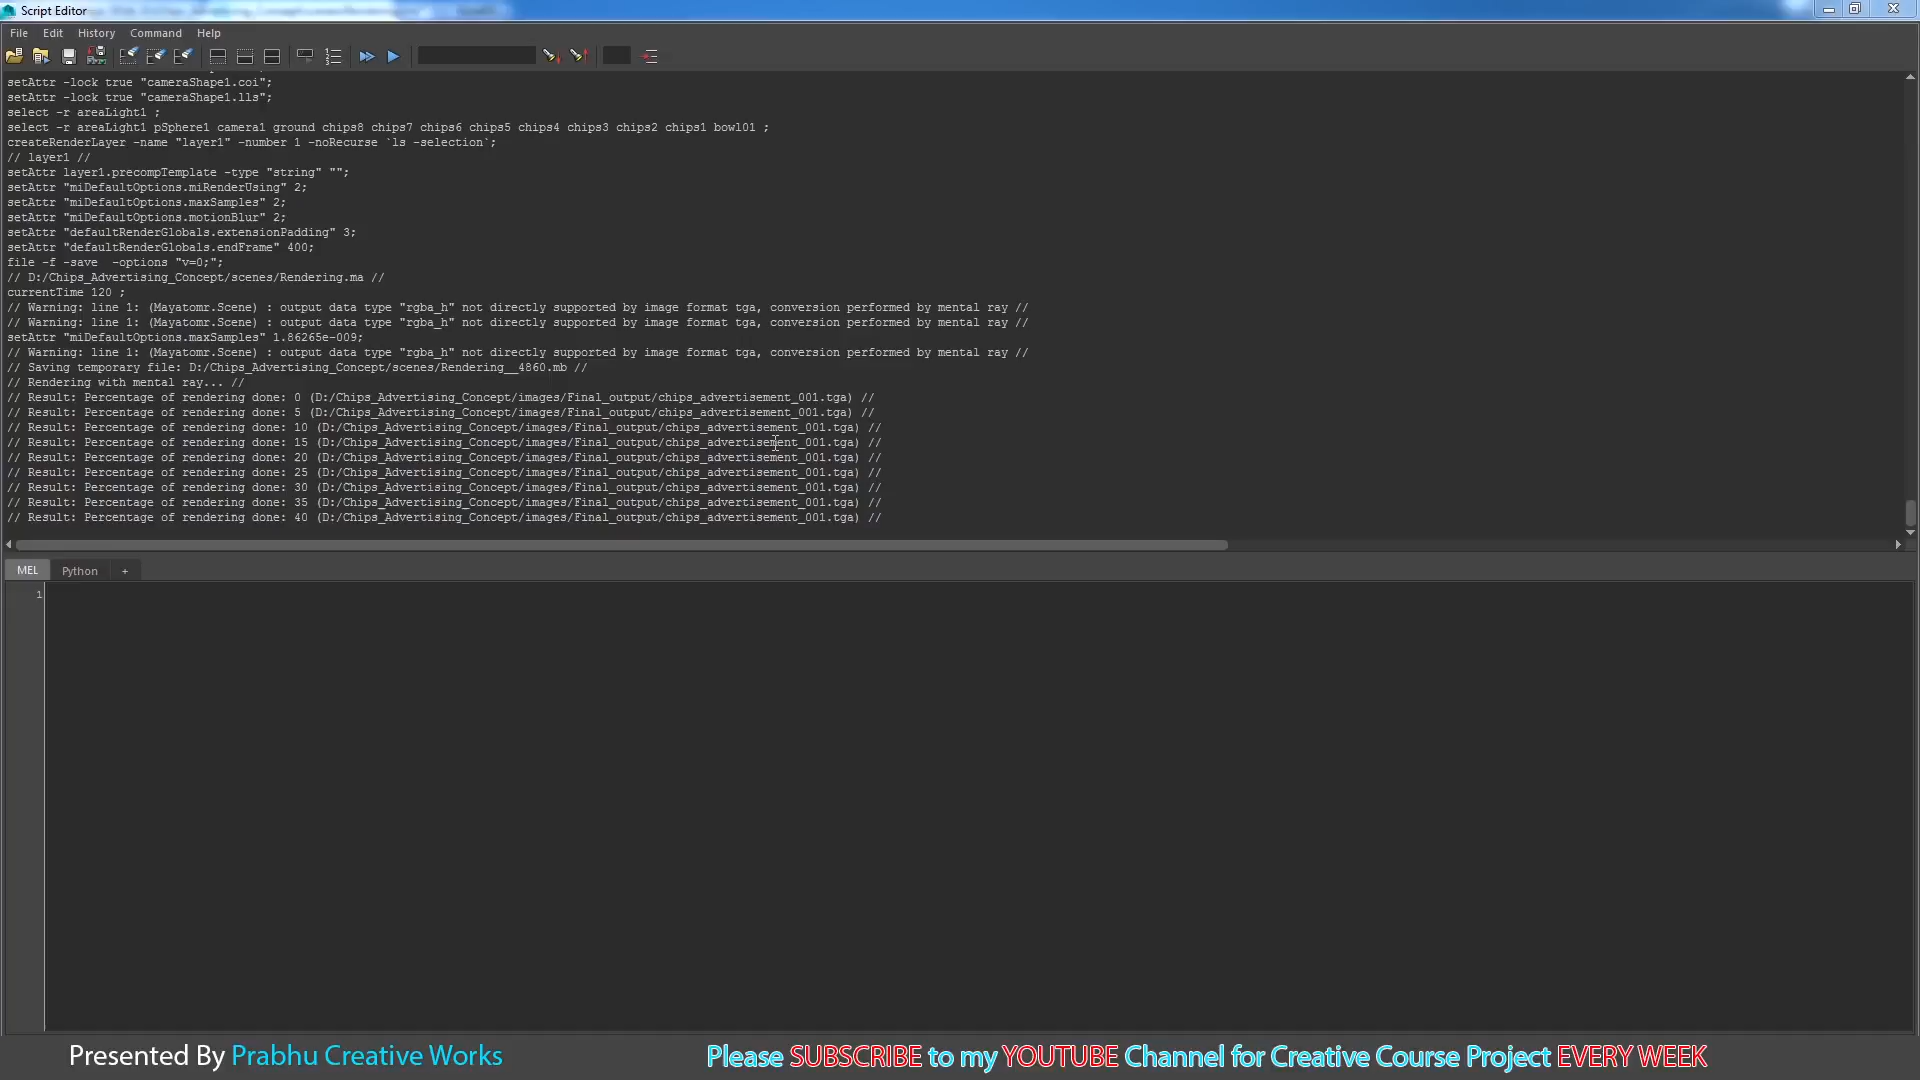 Script Editor
File Edit History Command Help
setAttr -lock true "cameraShape1.coi";
setAttr -lock true "cameraShape1.lls";
select -r areaLight1 ;
select -r areaLight1 pSphere1 camera1 ground chips8 chips7 chips6 chips5 chips4 chips3 chips2 chips1 bowl01 ;
createRenderLayer -name "layer1" -number 1 -noRecurse `ls -selection`;
// layer1 //
setAttr layer1.precompTemplate -type "string" "";
setAttr "miDefaultOptions.miRenderUsing" 2;
setAttr "miDefaultOptions.maxSamples" 2;
setAttr "miDefaultOptions.motionBlur" 2;
setAttr "defaultRenderGlobals.extensionPadding" 3;
setAttr "defaultRenderGlobals.endFrame" 400;
file -f -save  -options "v=0;";
// D:/Chips_Advertising_Concept/scenes/Rendering.ma //
currentTime 120 ;
// Warning: line 1: (Mayatomr.Scene) : output data type "rgba_h" not directly supported by image format tga, conversion performed by mental ray //
// Warning: line 1: (Mayatomr.Scene) : output data type "rgba_h" not directly supported by image format tga, conversion performed by mental ray //
setAttr "miDefaultOptions.maxSamples" 1.86265e-009;
// Warning: line 1: (Mayatomr.Scene) : output data type "rgba_h" not directly supported by image format tga, conversion performed by mental ray //
// Saving temporary file: D:/Chips_Advertising_Concept/scenes/Rendering__4860.mb //
// Rendering with mental ray... //
// Result: Percentage of rendering done: 0 (D:/Chips_Advertising_Concept/images/Final_output/chips_advertisement_001.tga) //
// Result: Percentage of rendering done: 5 (D:/Chips_Advertising_Concept/images/Final_output/chips_advertisement_001.tga) //
// Result: Percentage of rendering done: 10 (D:/Chips_Advertising_Concept/images/Final_output/chips_advertisement_001.tga) //
// Result: Percentage of rendering done: 15 (D:/Chips_Advertising_Concept/images/Final_output/chips_advertisement_001.tga) //
// Result: Percentage of rendering done: 20 (D:/Chips_Advertising_Concept/images/Final_output/chips_advertisement_001.tga) //
// Result: Percentage of rendering done: 25 (D:/Chips_Advertising_Concept/images/Final_output/chips_advertisement_001.tga) //
// Result: Percentage of rendering done: 30 (D:/Chips_Advertising_Concept/images/Final_output/chips_advertisement_001.tga) //
// Result: Percentage of rendering done: 35 (D:/Chips_Advertising_Concept/images/Final_output/chips_advertisement_001.tga) //
// Result: Percentage of rendering done: 40 (D:/Chips_Advertising_Concept/images/Final_output/chips_advertisement_001.tga) //
MEL Python +
1
Presented By Prabhu Creative Works
Please SUBSCRIBE to my YOUTUBE Channel for Creative Course Project EVERY WEEK